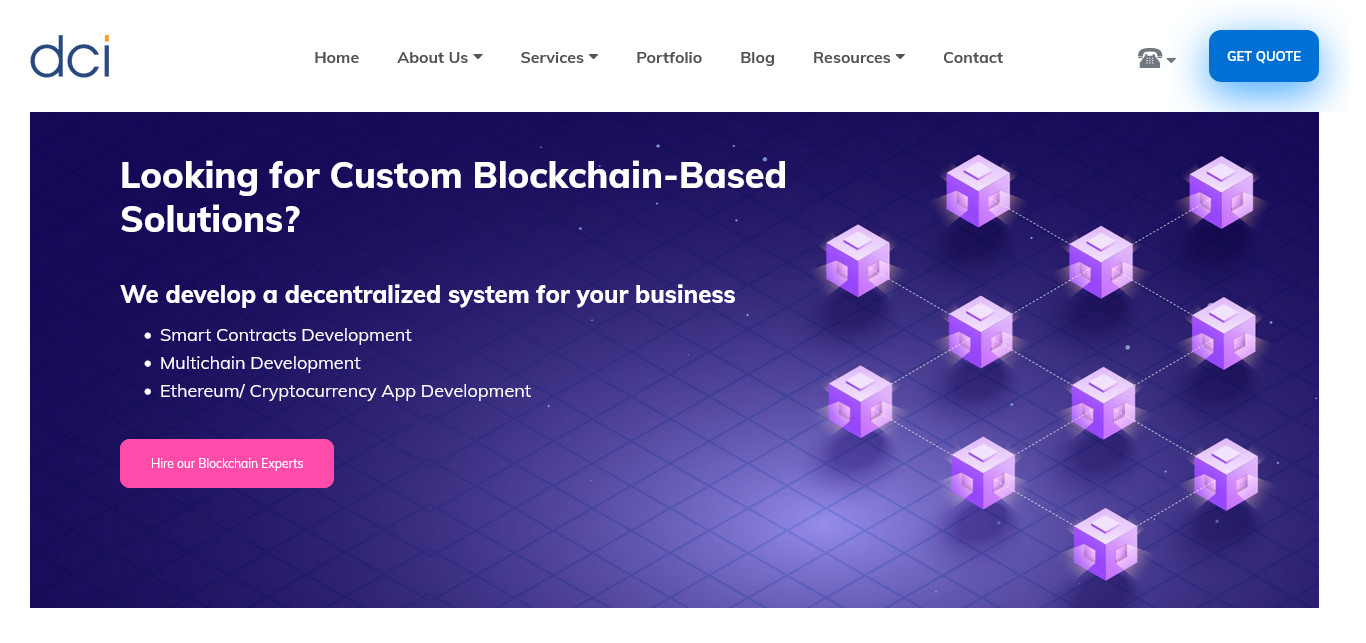 dci
Home
About Us
Services
Portfolio
Blog
Resources
Contact
GET QUOTE
Looking for Custom Blockchain-Based
Solutions?
We develop a decentralized system for your business
• Smart Contracts Development
• Multichain Development
• Ethereum/ Cryptocurrency App Development
Hire our Blockchain Experts